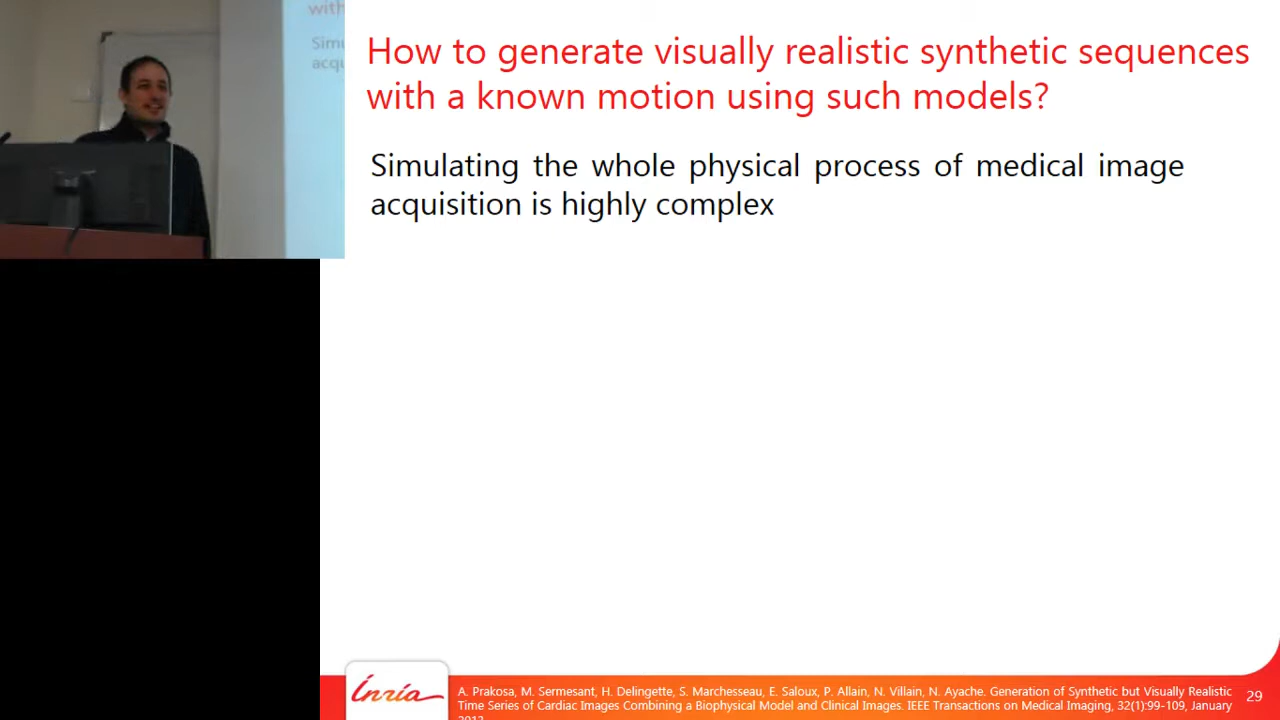 with
Simu
acqu
How to generate visually realistic synthetic sequences
with a known motion using such models?
Simulating the whole physical process of medical image
acquisition is highly complex
Inria
A. Prakosa, M. Sermesant, H. Delingette, S. Marchesseau, E. Saloux, P. Allain, N. Villain, N. Ayache. Generation of Synthetic but Visually Realistic
Time Series of Cardiac Images Combining a Biophysical Model and Clinical Images. IEEE Transactions on Medical Imaging, 32(1):99-109, January
29